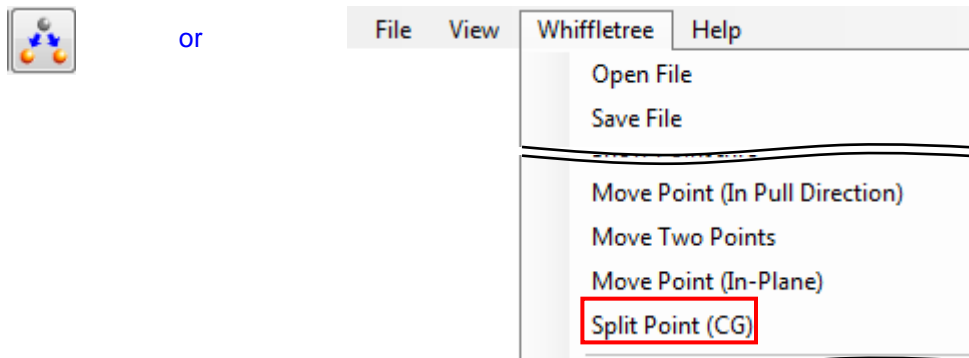 or
File View Whiffletree Help
Open File
Save File
Move Point (In Pull Direction)
Move Two Points
Move Point (In-Plane)
Split Point (CG)